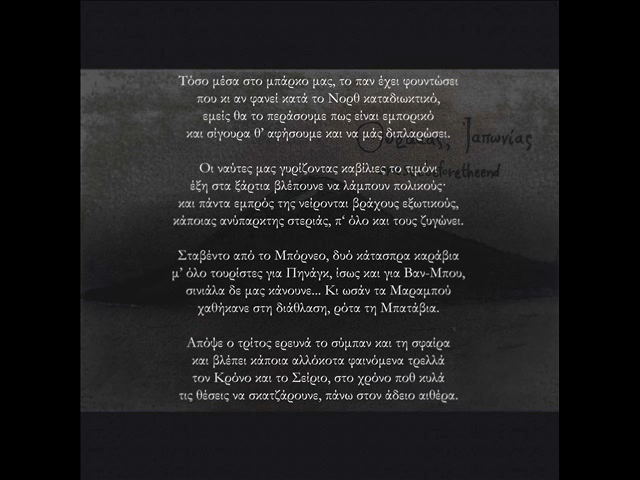 Τόσο μέσα στο μπάρκο μας, το παν έχει φουντώσει
που κι αν φανεί κατά το Νορθ καταδιωκτικό,
εμείς θα το περάσουμε πως είναι εμπορικό
και σίγουρα θ' αφήσουμε και να μάς διπλαρώσει.
Ουρακας, Ιαπωνίας
Οι ναύτες μας γυρίζοντας καβίλιες το τιμόνι
beforetheend
έξη στα ξάρτια βλέπουνε να λάμπουν πολικούς·
και πάντα εμπρός της νείρονται βράχους εξωτικούς,
κάποιας ανύπαρκτης στεριάς, π' όλο και τους ζυγώνει.
Σταβέντο από το Μπόρνεο, δυό κάτασπρα καράβια
μ' όλο τουρίστες για Πηνάγκ, ίσως και για Βαν-Μπου,
σινιάλα δε μας κάνουνε... Κι ωσάν τα Μαραμπού
χαθήκανε στη διάθλαση, ρότα τη Μπατάβια.
Απόψε ο τρίτος ερευνά το σύμπαν και τη σφαίρα
και βλέπει κάποια αλλόκοτα φαινόμενα τρελλά
τον Κρόνο και το Σείριο, στο χρόνο ποθ κυλά
τις θέσεις να σκατζάρουνε, πάνω στον άδειο αιθέρα.